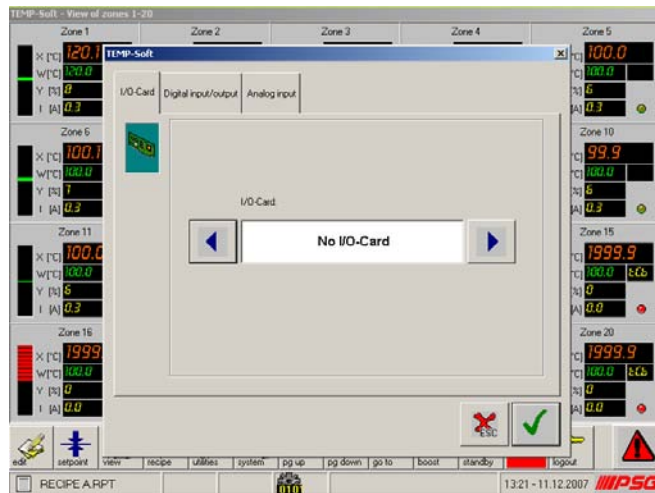 TEMP-Soft - View of zones 1-20
Zone 1 Zone 2 Zone 3 Zone 4 Zone 5
TEMP-Soft
X [°C] 120.1 °C] 100.0
W[°C] 120.0 °C] 100.0
Y [%] 8 %] 6
I [A] 0.3 A] 0.3
I/O-Card Digital input/output Analog input
Zone 6 Zone 10
X [°C] 100.1 °C] 99.9
W[°C] 100.0 °C] 100.0
Y [%] 7 %] 6
I [A] 0.3 A] 0.3
I/O-Card:
No I/O-Card
Zone 11 Zone 15
X [°C] 100.0 °C] 1999.9
W[°C] 100.0 °C] 100.0
Y [%] 6 %] 0
I [A] 0.3 A] 0.0
Zone 16 Zone 20
X [°C] 1999 °C] 1999.9
W[°C] 100.0 °C] 100.0
Y [%] 0 %] 0
I [A] 0.0 A] 0.0
ESC
edit setpoint view recipe utilities system pg up pg down go to boost standby logout
RECIPE A.RPT 0101 13:21 - 11.12.2007 PSG